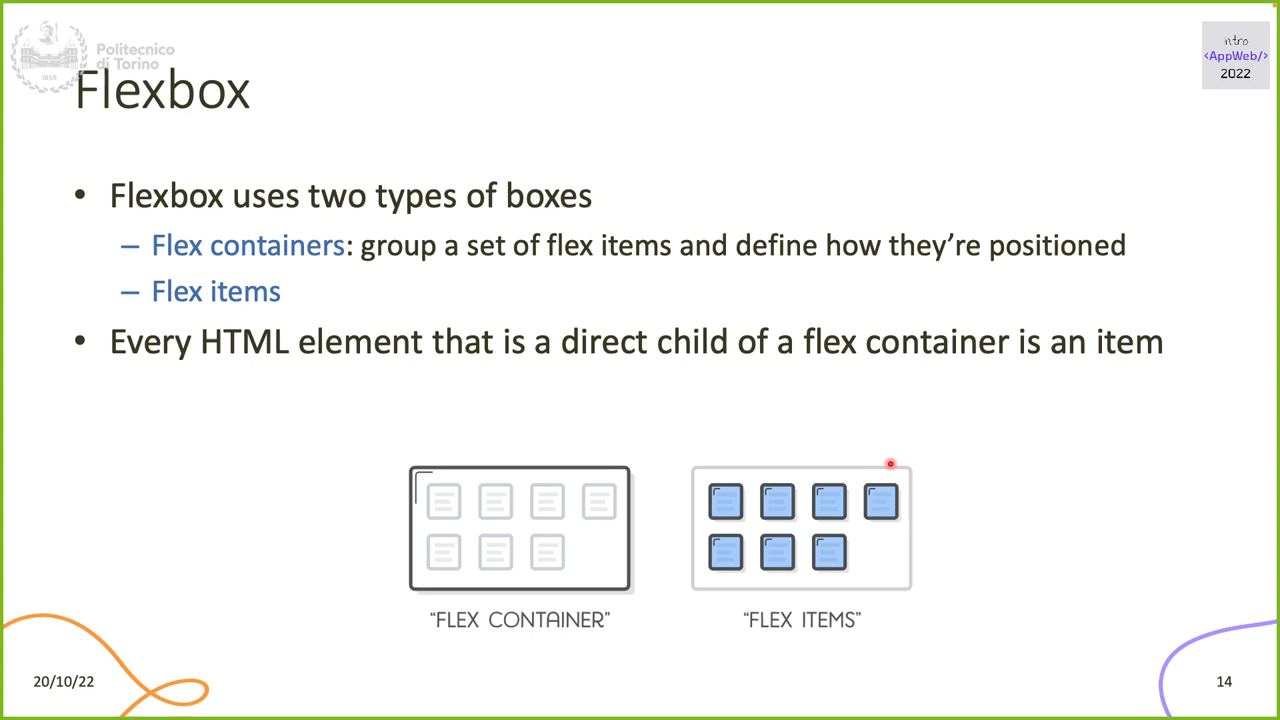 Politecnico
di Torino
1859
intro
<AppWeb/>
2022
Flexbox
• Flexbox uses two types of boxes
– Flex containers: group a set of flex items and define how they’re positioned
– Flex items
• Every HTML element that is a direct child of a flex container is an item
“FLEX CONTAINER”
“FLEX ITEMS”
20/10/22
14